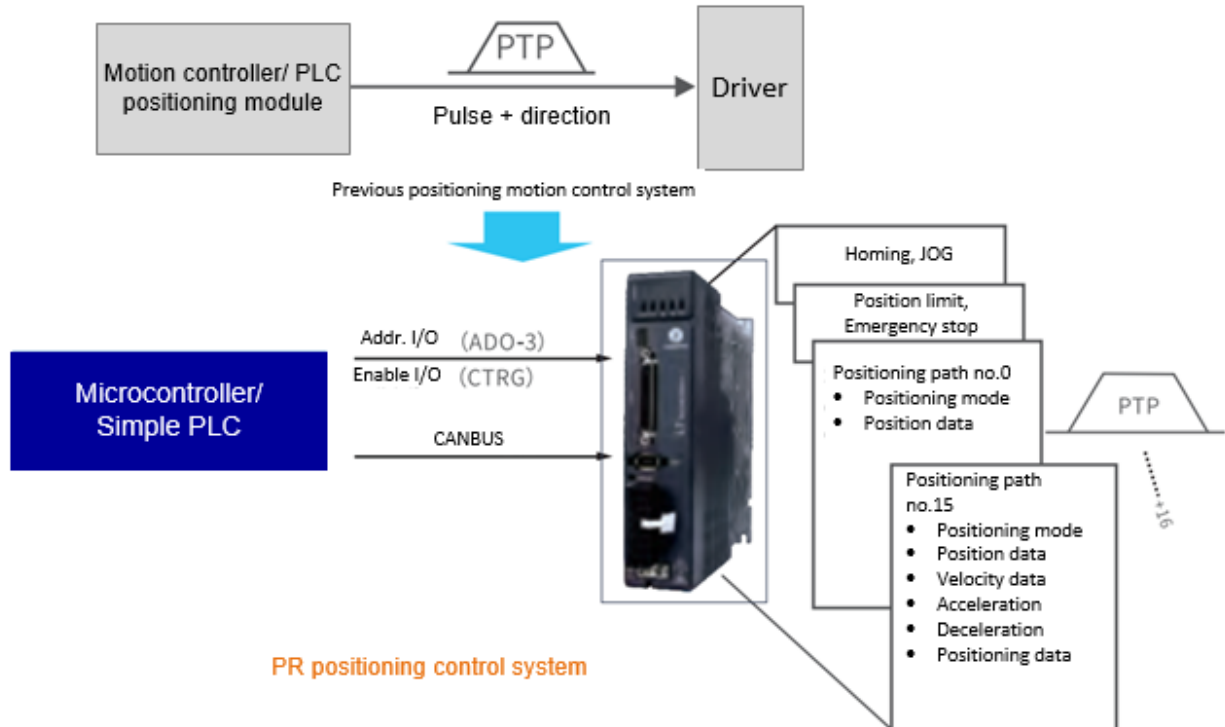 Motion controller/ PLC
positioning module
PTP
Pulse + direction
Driver
Previous positioning motion control system
Addr. I/O (ADO-3)
Enable I/O (CTRG)
Microcontroller/
Simple PLC
CANBUS
Homing, JOG
Position limit,
Emergency stop
Positioning path no.0
• Positioning mode
• Position data
PTP
+16
Positioning path
no.15
• Positioning mode
• Position data
• Velocity data
• Acceleration
• Deceleration
• Positioning data
PR positioning control system